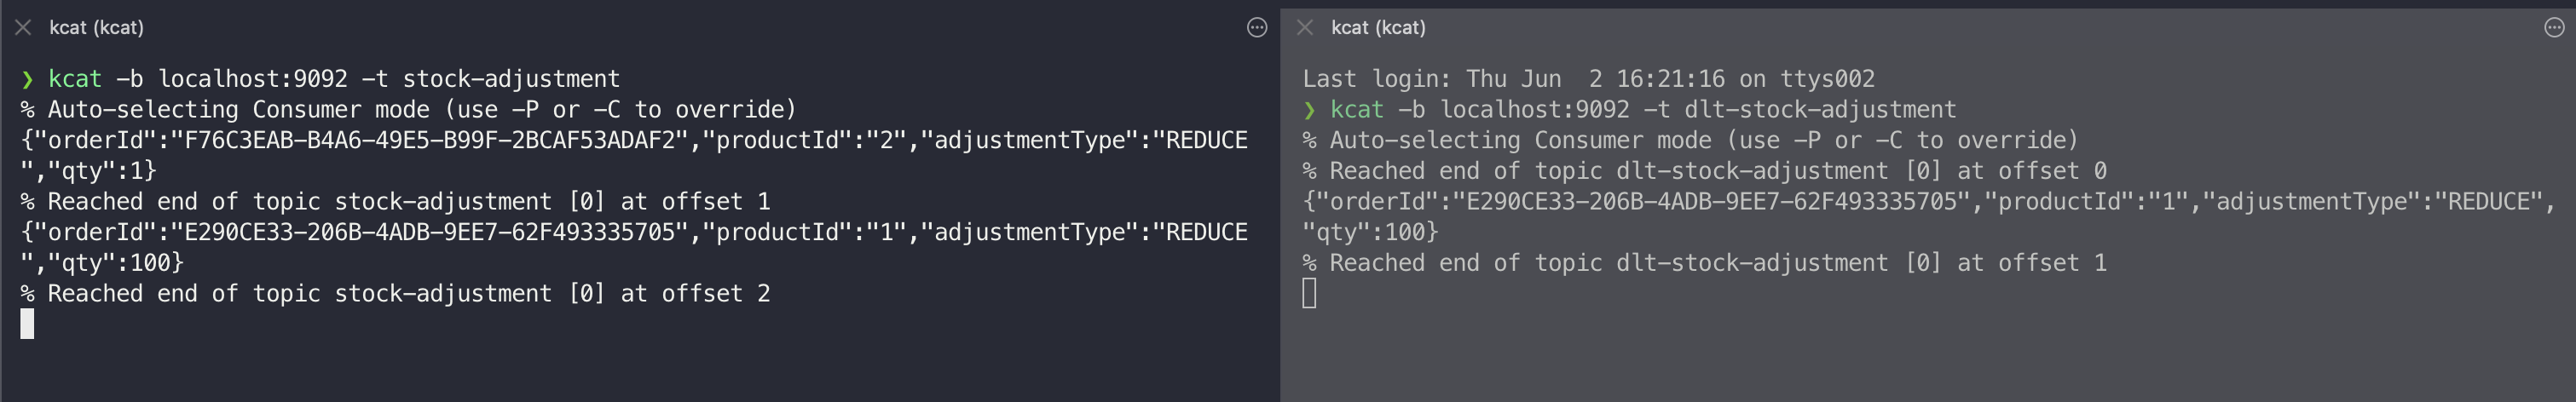 kcat (kcat)
❯ kcat -b localhost:9092 -t stock-adjustment
% Auto-selecting Consumer mode (use -P or -C to override)
{"orderId":"F76C3EAB-B4A6-49E5-B99F-2BCAF53ADAF2","productId":"2","adjustmentType":"REDUCE
","qty":1}
% Reached end of topic stock-adjustment [0] at offset 1
{"orderId":"E290CE33-206B-4ADB-9EE7-62F493335705","productId":"1","adjustmentType":"REDUCE
","qty":100}
% Reached end of topic stock-adjustment [0] at offset 2
kcat (kcat)
Last login: Thu Jun  2 16:21:16 on ttys002
❯ kcat -b localhost:9092 -t dlt-stock-adjustment
% Auto-selecting Consumer mode (use -P or -C to override)
% Reached end of topic dlt-stock-adjustment [0] at offset 0
{"orderId":"E290CE33-206B-4ADB-9EE7-62F493335705","productId":"1","adjustmentType":"REDUCE",
"qty":100}
% Reached end of topic dlt-stock-adjustment [0] at offset 1